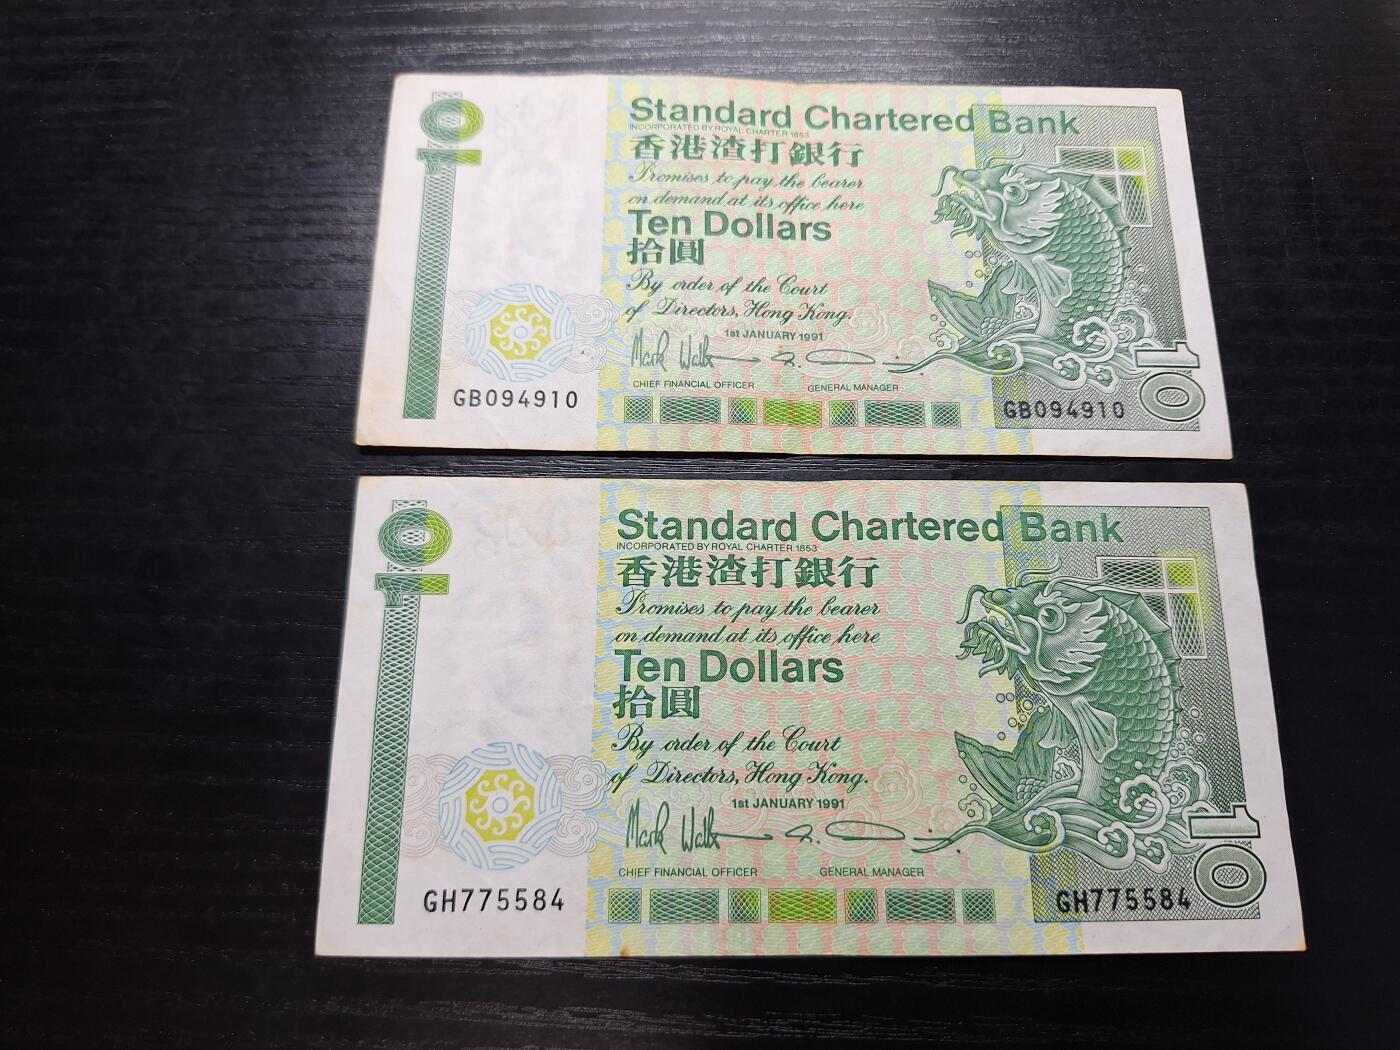 10
Standard Chartered Bank
INCORPORATED BY ROYAL CHARTER 1853
香港渣打銀行
Promises to pay the bearer
on demand at its office here
Ten Dollars
拾圓
By order of the Court
of Directors, Hong Kong.
1st JANUARY 1991
CHIEF FINANCIAL OFFICER GENERAL MANAGER
GB094910 GB094910
10
10
Standard Chartered Bank
INCORPORATED BY ROYAL CHARTER 1853
香港渣打銀行
Promises to pay the bearer
on demand at its office here
Ten Dollars
拾圓
By order of the Court
of Directors, Hong Kong.
1st JANUARY 1991
CHIEF FINANCIAL OFFICER GENERAL MANAGER
GH775584 GH775584
10